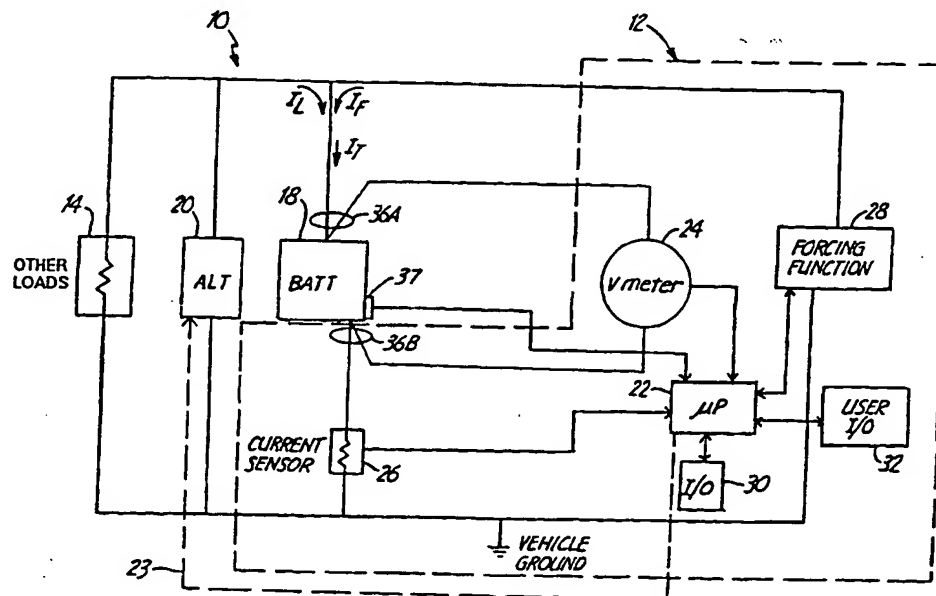 10
12
I_L
I_F
I_T
14
20
18
36A
24
28
OTHER
LOADS
ALT
BATT
37
V meter
FORCING
FUNCTION
36B
22
μP
USER
I/O
32
CURRENT
SENSOR
26
I/O
30
23
VEHICLE
GROUND